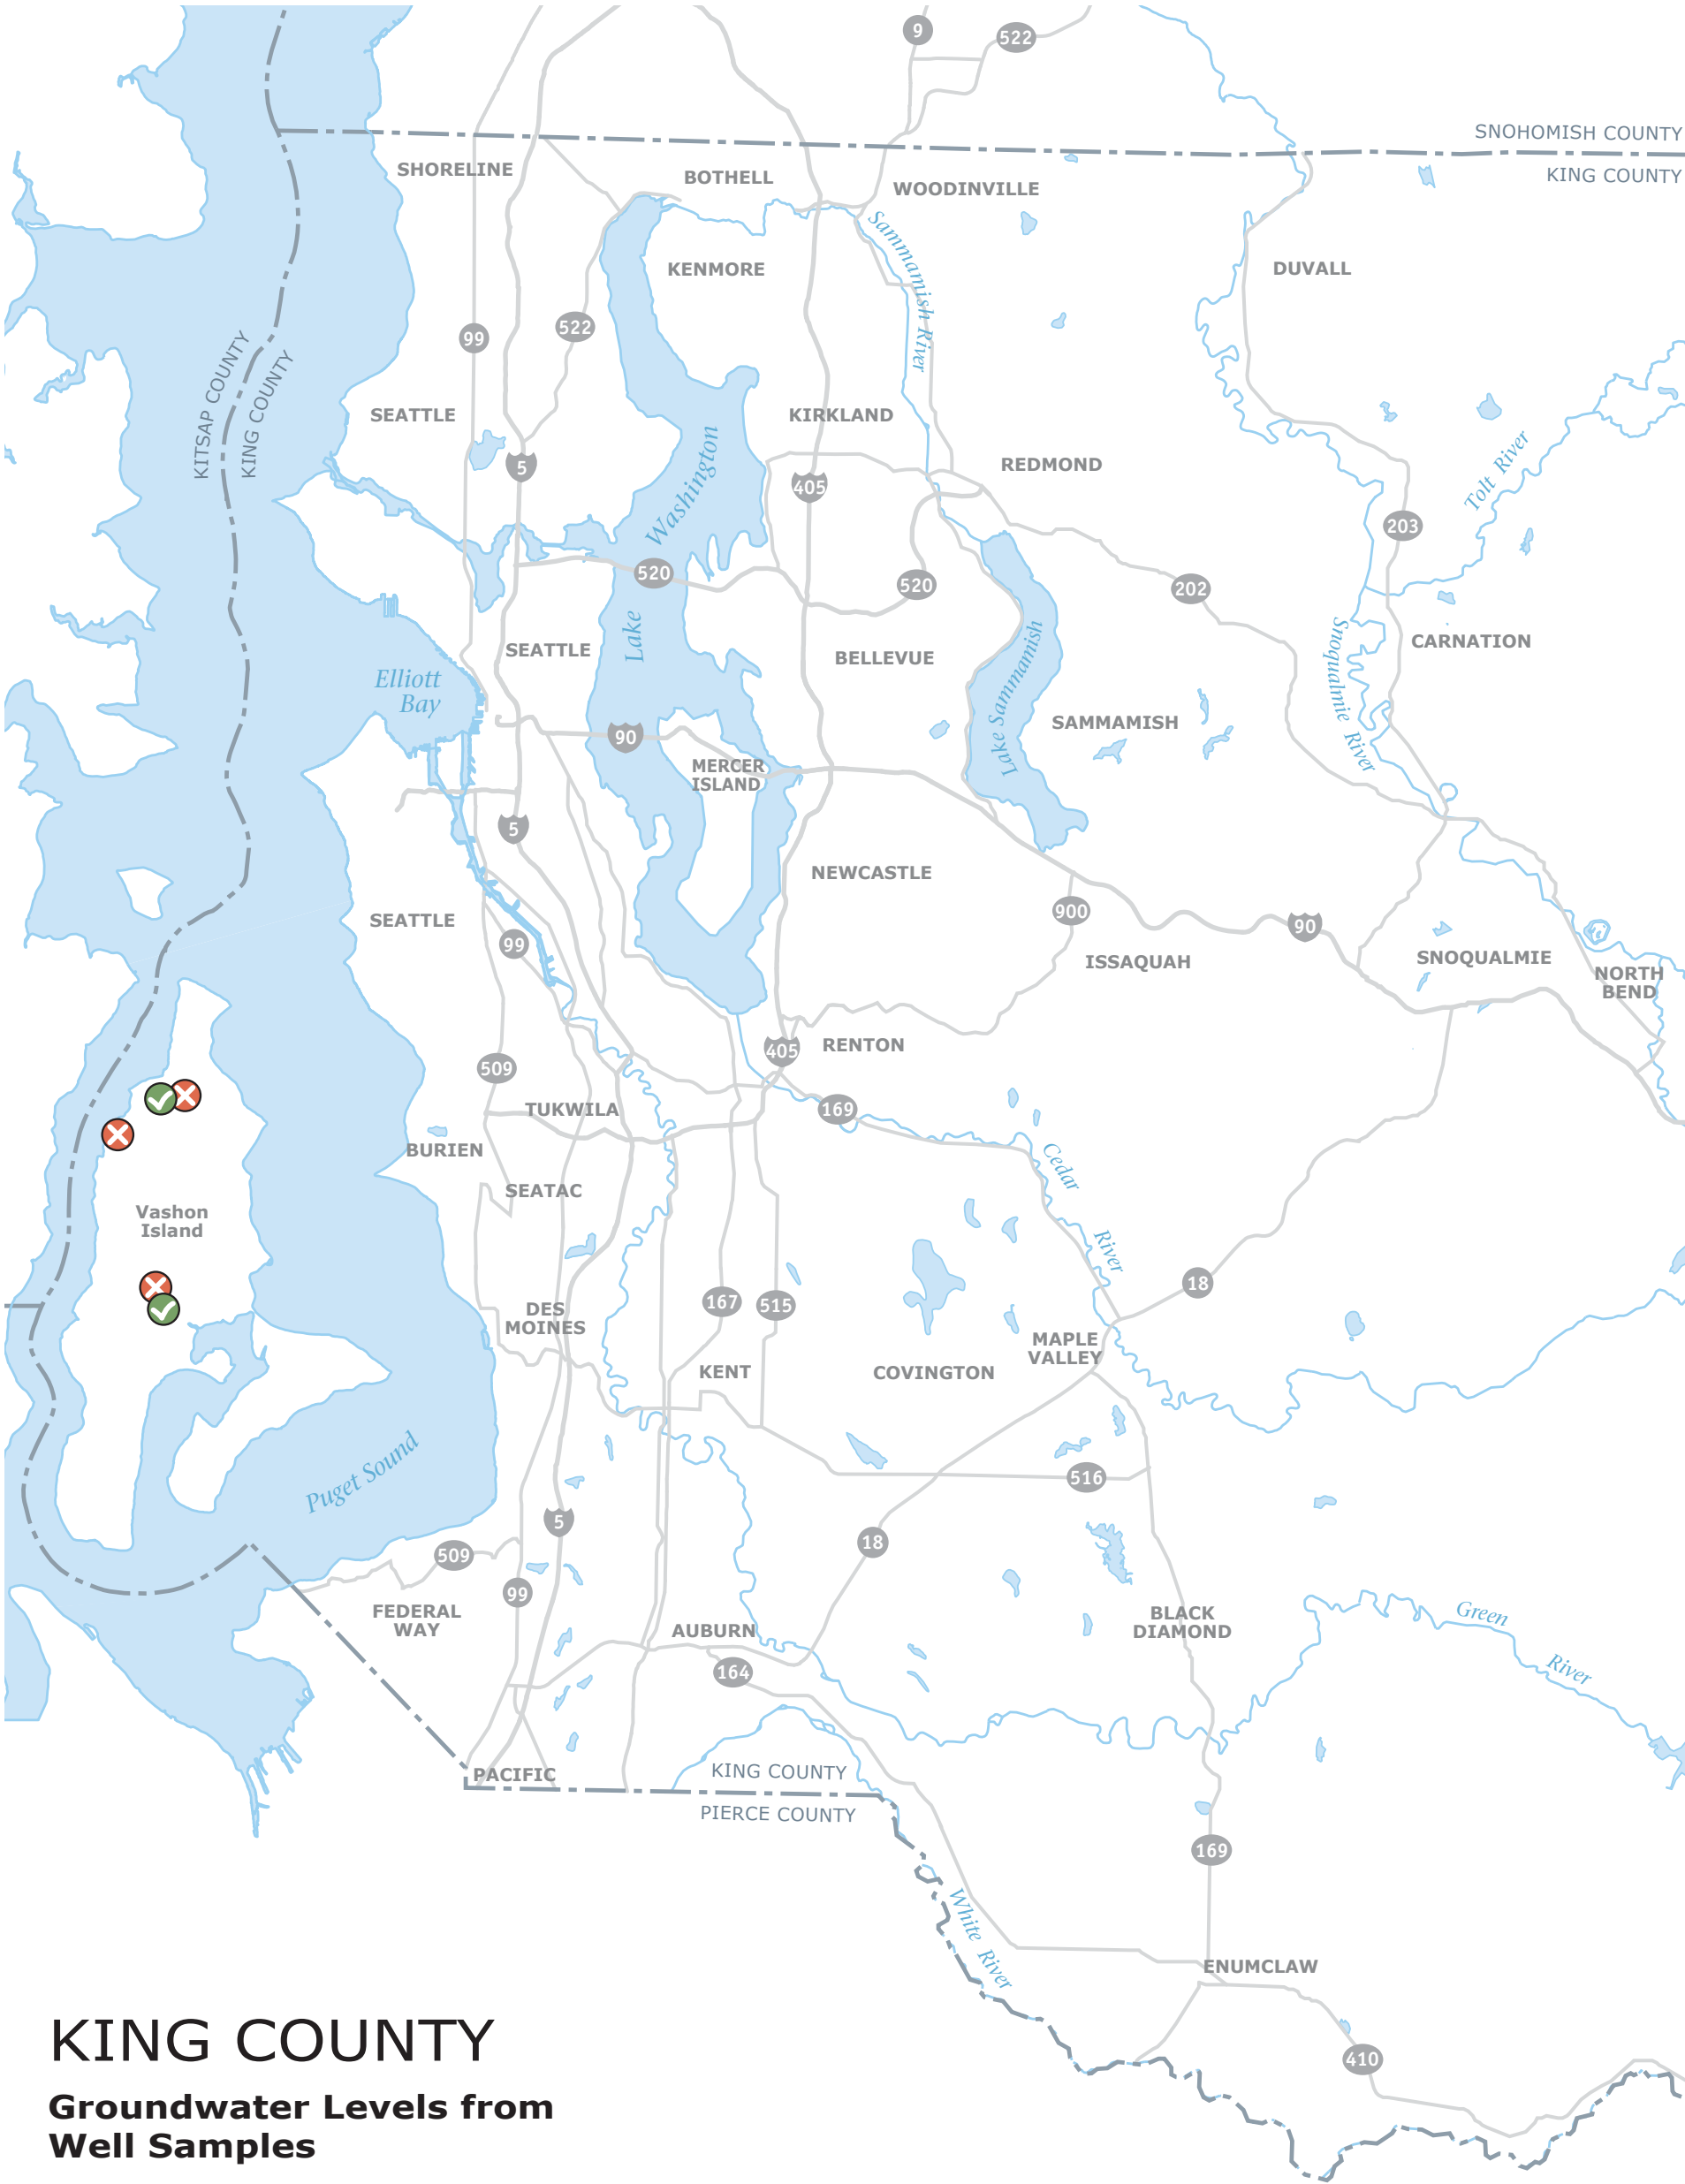 9
522
SNOHOMISH COUNTY
KING COUNTY
SHORELINE
BOTHELL
WOODINVILLE
Sammamish River
KENMORE
DUVALL
99
522
KITSAP COUNTY
KING COUNTY
SEATTLE
KIRKLAND
5
405
REDMOND
Tolt River
203
Lake Washington
520
520
202
SEATTLE
BELLEVUE
CARNATION
Snoqualmie River
Elliott
Bay
Lake Sammamish
SAMMAMISH
90
MERCER
ISLAND
5
NEWCASTLE
SEATTLE
900
90
99
ISSAQUAH
SNOQUALMIE
NORTH
BEND
405
RENTON
509
TUKWILA
169
BURIEN
Cedar River
SEATAC
Vashon
Island
18
167
515
DES
MOINES
MAPLE
VALLEY
KENT
COVINGTON
Puget Sound
516
5
18
509
99
FEDERAL
WAY
AUBURN
BLACK
DIAMOND
Green River
164
PACIFIC
KING COUNTY
PIERCE COUNTY
169
White River
ENUMCLAW
410
KING COUNTY
Groundwater Levels from
Well Samples